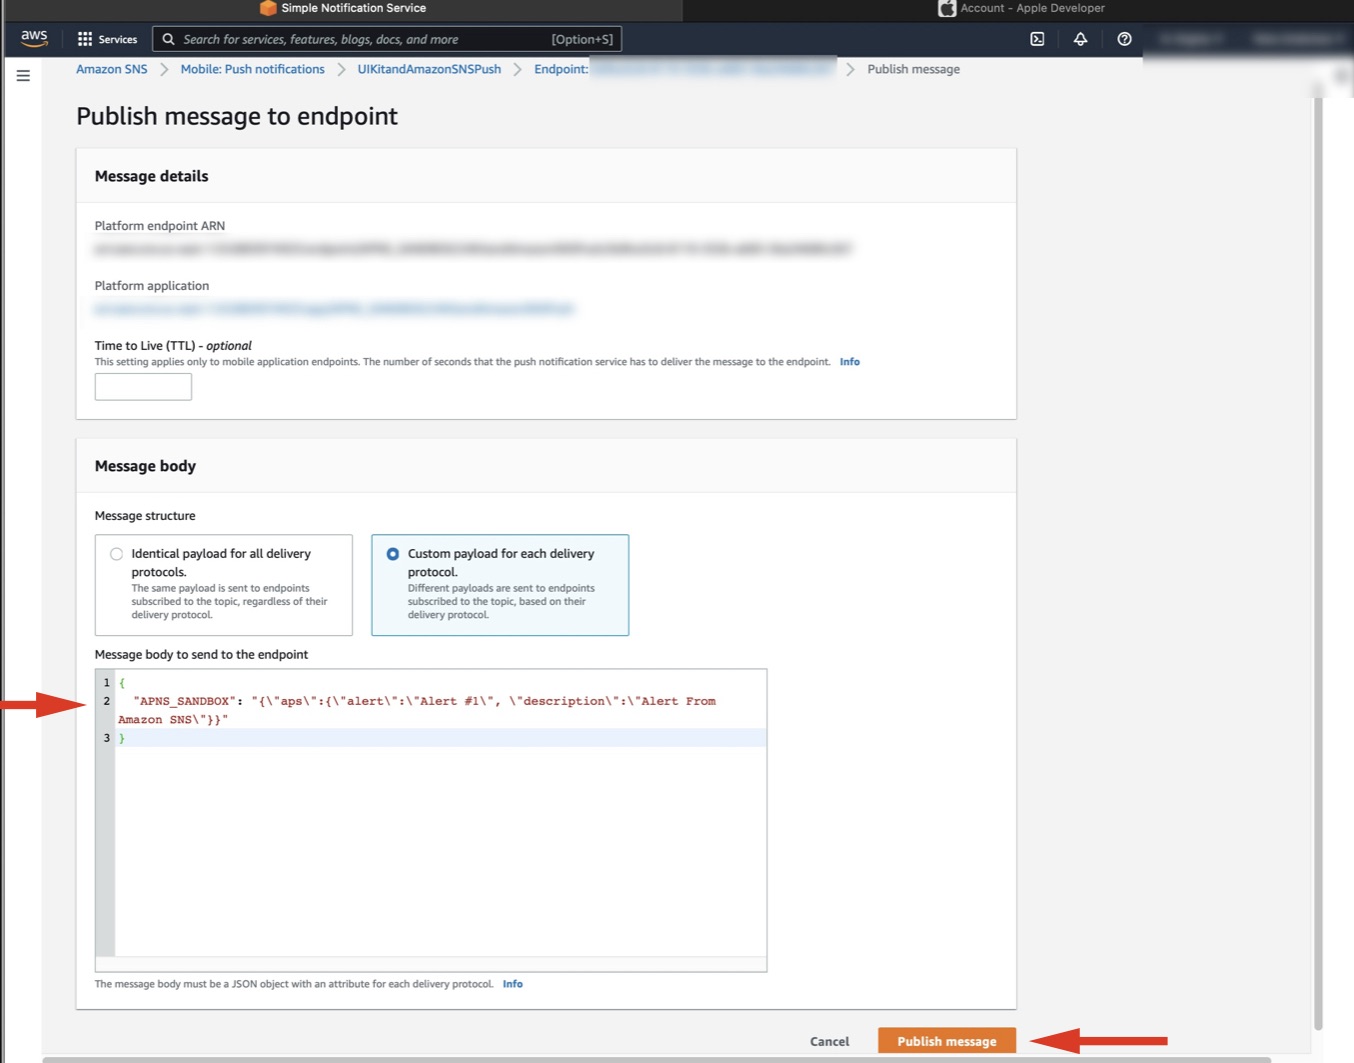 Simple Notification Service
Account - Apple Developer
aws
Services
Search for services, features, blogs, docs, and more
[Option+S]
Amazon SNS > Mobile: Push notifications > UIKitandAmazonSNSPush > Endpoint: > Publish message
Publish message to endpoint
Message details
Platform endpoint ARN
Platform application
Time to Live (TTL) - optional
This setting applies only to mobile application endpoints. The number of seconds that the push notification service has to deliver the message to the endpoint. Info
Message body
Message structure
Identical payload for all delivery
protocols.
The same payload is sent to endpoints
subscribed to the topic, regardless of their
delivery protocol.
Custom payload for each delivery
protocol.
Different payloads are sent to endpoints
subscribed to the topic, based on their
delivery protocol.
Message body to send to the endpoint
1 {
2 "APNS_SANDBOX": "{\"aps\":{\"alert\":\"Alert #1\", \"description\":\"Alert From
Amazon SNS\"}}"
3 }
The message body must be a JSON object with an attribute for each delivery protocol. Info
Cancel
Publish message